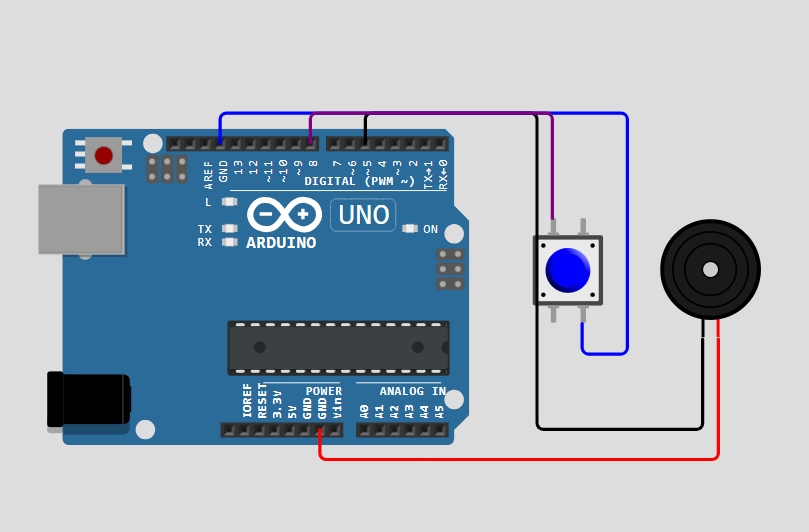 AREF
GND
13
12
~11
~10
~9
8
7
~6
~5
4
~3
2
TX→1
RX←0
DIGITAL (PWM ~)
L
UNO
TX
RX
ON
ARDUINO
POWER
ANALOG IN
IOREF
RESET
3.3V
5V
GND
GND
Vin
A0
A1
A2
A3
A4
A5